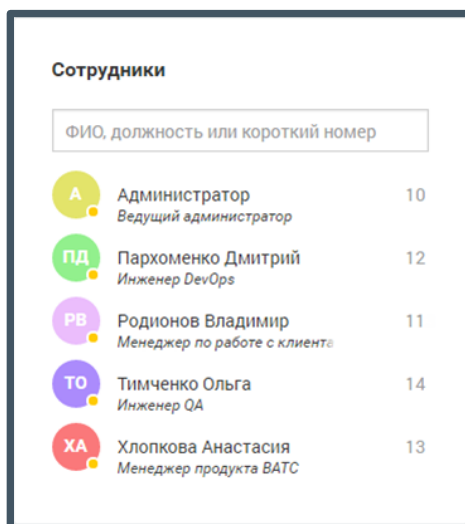 Сотрудники
ФИО, должность или короткий номер
А Администратор 10
Ведущий администратор
ПД Пархоменко Дмитрий 12
Инженер DevOps
РВ Родионов Владимир 11
Менеджер по работе с клиента
ТО Тимченко Ольга 14
Инженер QA
ХА Хлопкова Анастасия 13
Менеджер продукта ВАТС